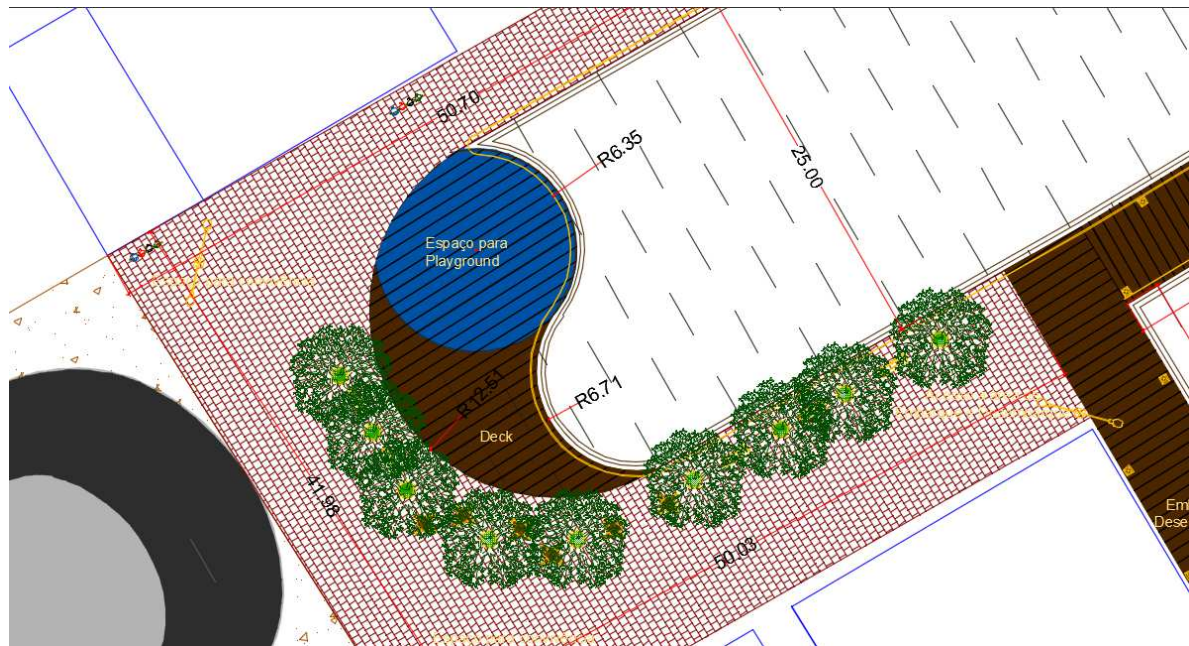 50.70
R6.35
25.00
Espaço para
Playground
R12.51
R6.71
Deck
41.98
50.03
Em
Dese